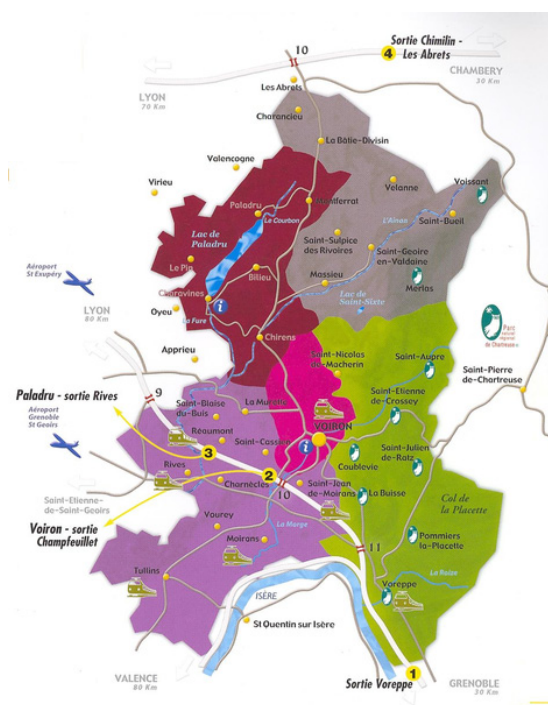 10
Sortie Chimilin -
4
Les Abrets
CHAMBERY
30 Km
LYON
70 Km
Les Abrets
Charancieu
La Bâtie-Divisin
Valencogne
Virieu
Velanne
Voissant
Paladru
Le Courbon
Montferrat
L'Ainan
Saint-Bueil
Lac de
Paladru
Saint-Sulpice
des Rivoires
Saint-Geoire
en-Valdaine
Le Pin
Bilieu
Massieu
Merlas
Aéroport
St Exupéry
Charavines
i
Lac de
Saint-Sixte
Oyeu
La Fure
LYON
80 Km
Chirens
Parc
naturel
régional
de Chartreuse
Apprieu
Saint-Nicolas
de-Macherin
Saint-Aupre
Saint-Pierre
de-Chartreuse
9
Paladru - sortie Rives
Saint-Etienne
de-Crossey
Aéroport
Grenoble
St Geoirs
Saint-Blaise
du-Buis
La Murette
Réaumont
VOIRON
i
Saint-Cassien
Saint-Julien
de-Ratz
3
Coublevie
Rives
2
Charnècles
10
Saint-Jean
de-Moirans
La Buisse
Col de
la Placette
Saint-Etienne
de-Saint-Geoirs
Voiron - sortie
Champfeuillet
Vourey
La Morge
Moirans
11
Pommiers
la-Placette
Tullins
La Roize
Voreppe
ISÈRE
St Quentin sur Isère
1
VALENCE
80 Km
Sortie Voreppe
GRENOBLE
20 Km